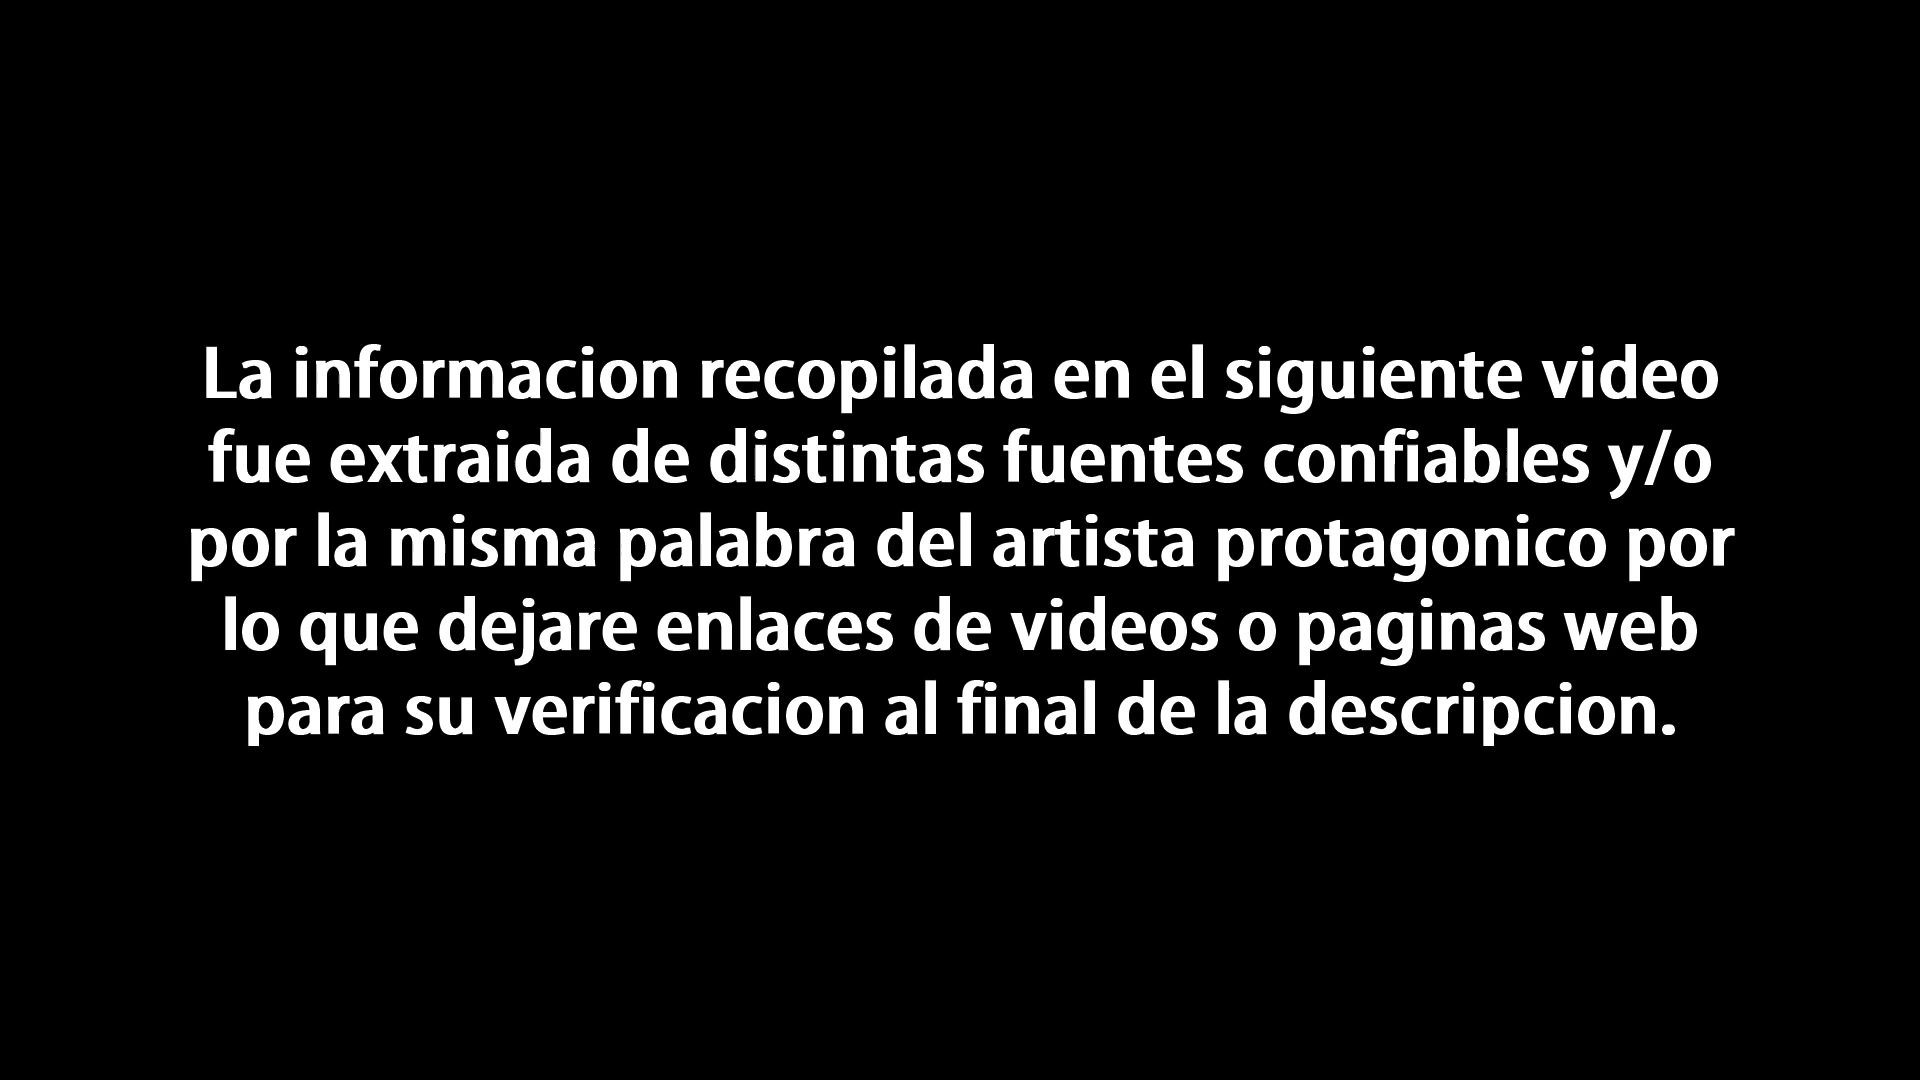 La informacion recopilada en el siguiente video
fue extraida de distintas fuentes confiables y/o
por la misma palabra del artista protagonico por
lo que dejare enlaces de videos o paginas web
para su verificacion al final de la descripcion.